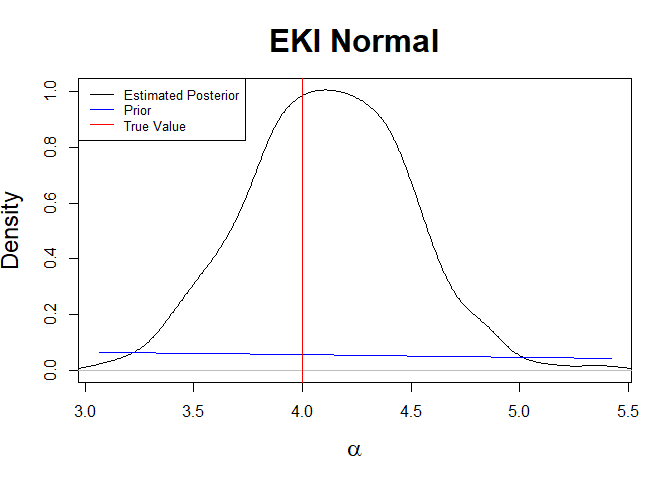 EKI Normal
Estimated Posterior
Prior
True Value
Density
0.0
0.2
0.4
0.6
0.8
1.0
3.0 3.5 4.0 4.5 5.0 5.5
α